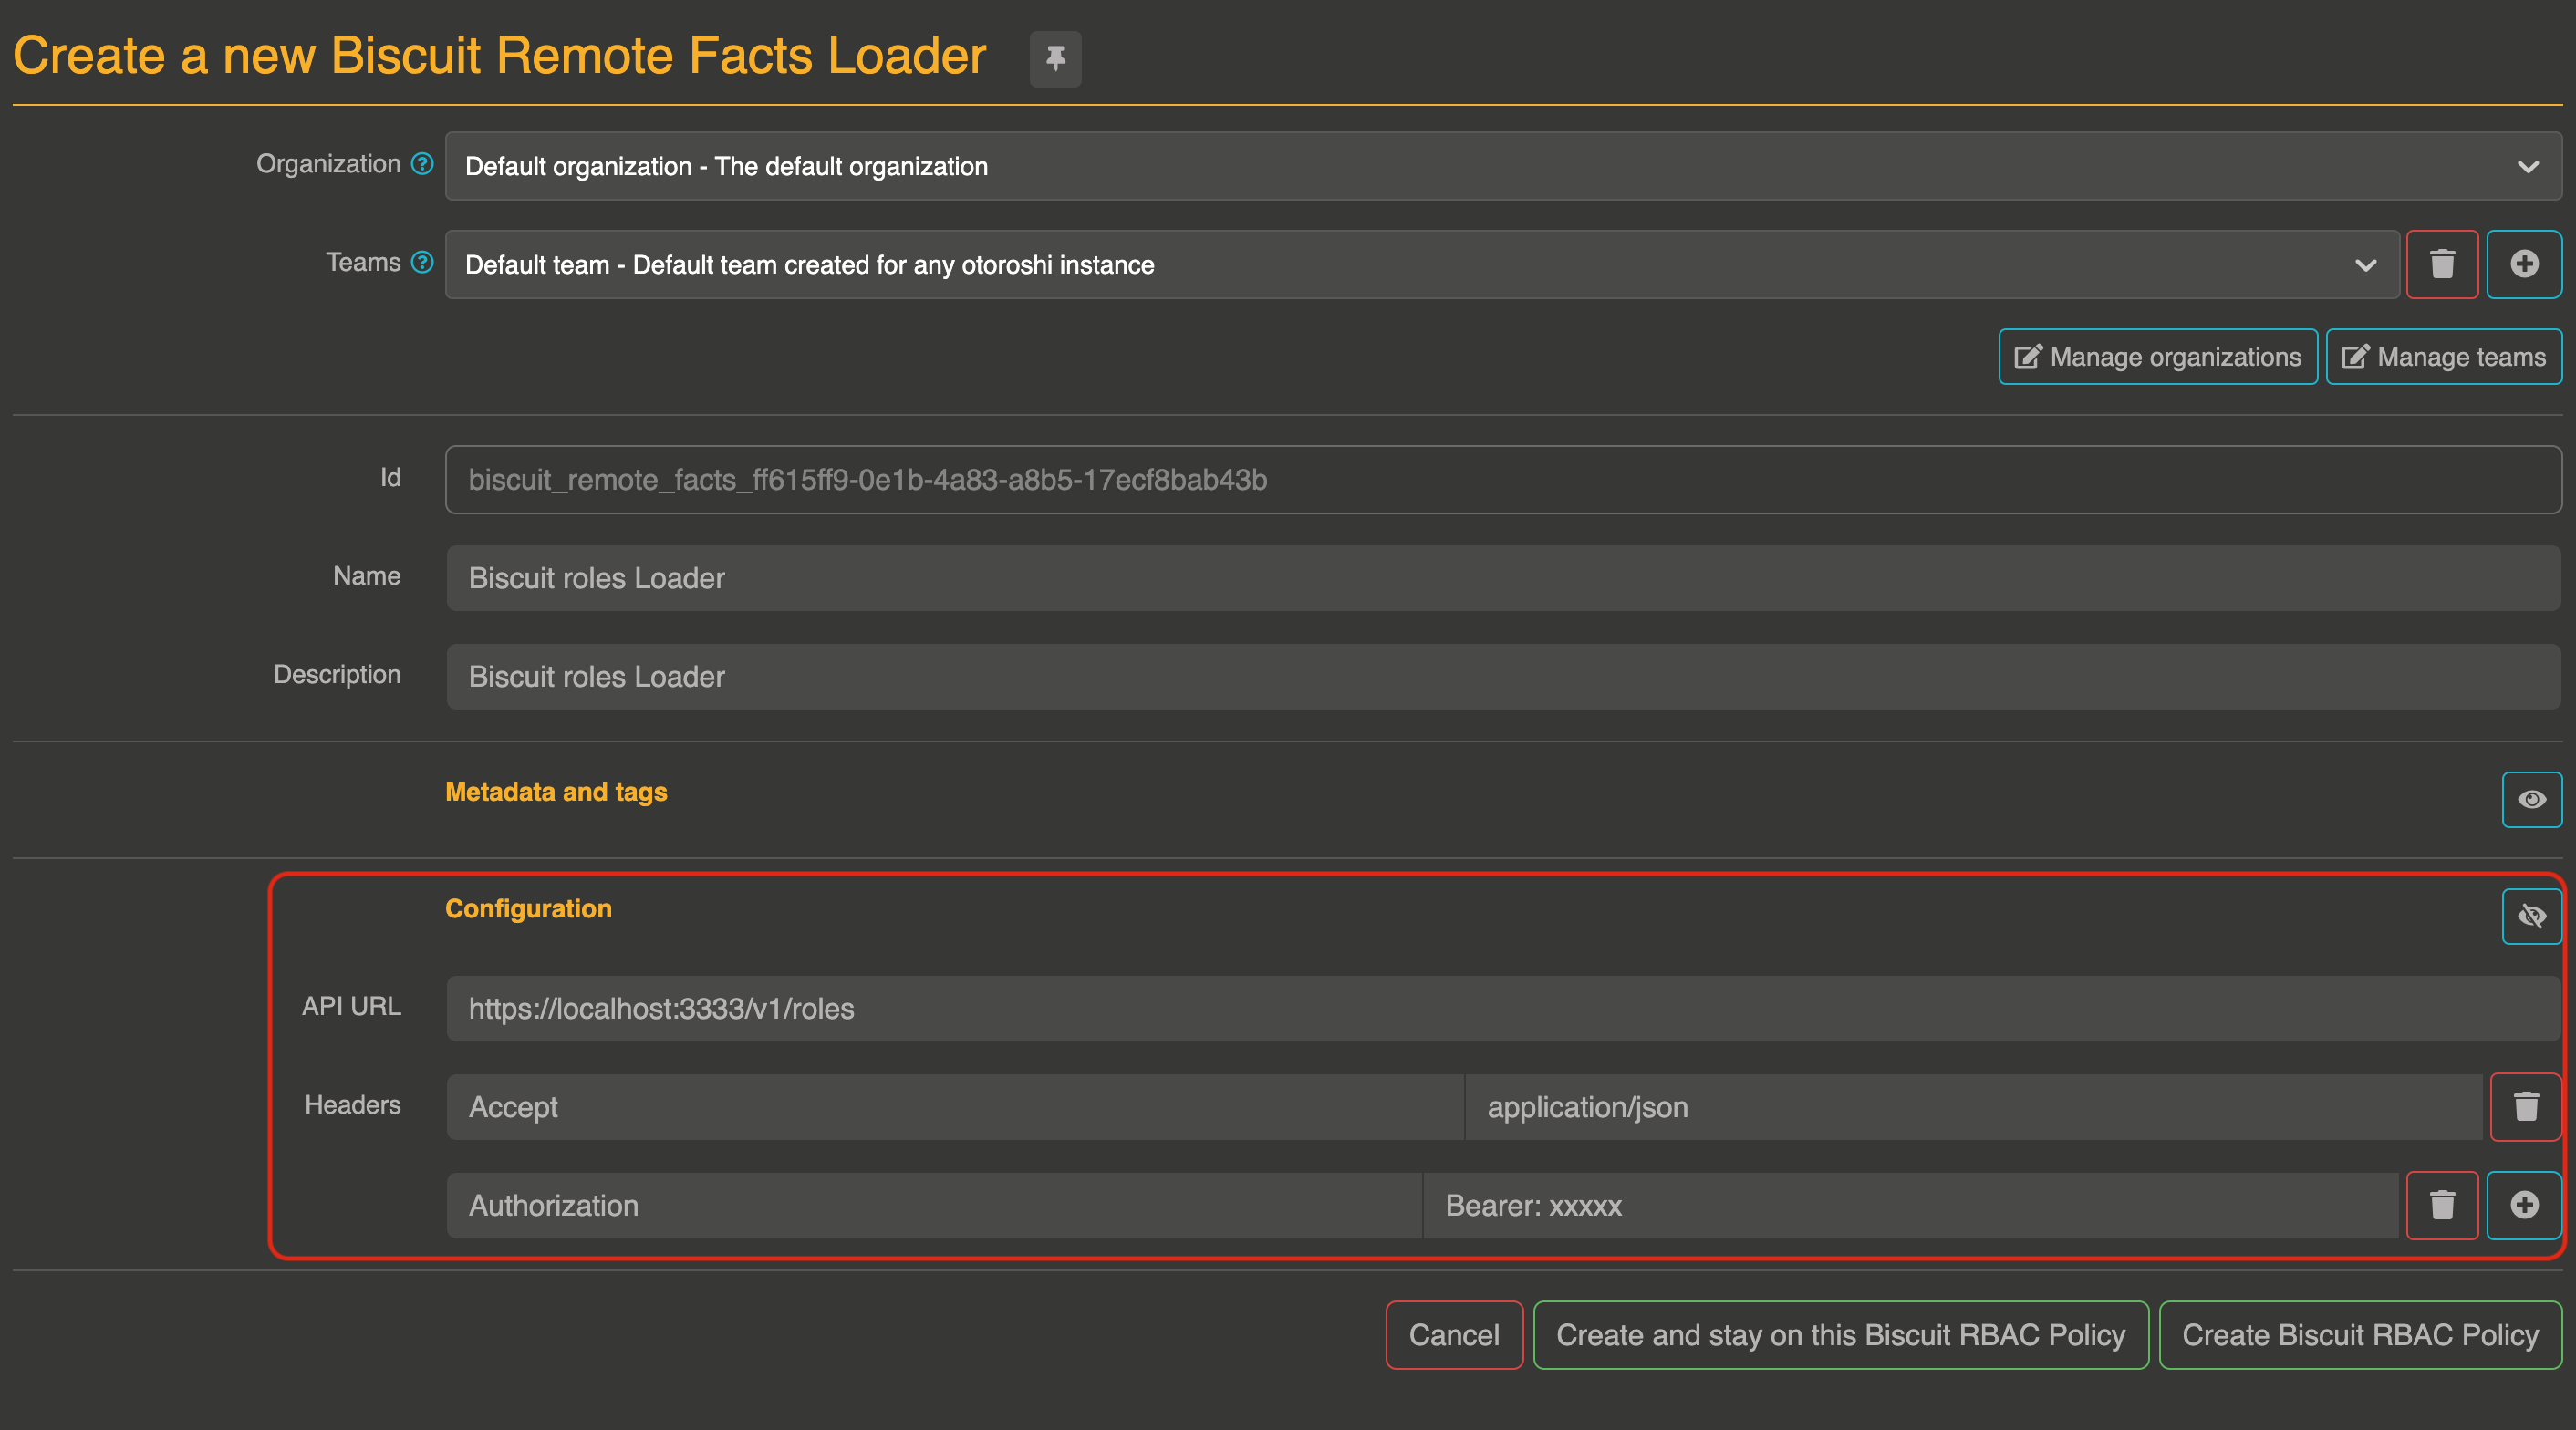 Create a new Biscuit Remote Facts Loader
Organization ? Default organization - The default organization
Teams ? Default team - Default team created for any otoroshi instance
Manage organizations Manage teams
Id biscuit_remote_facts_ff615ff9-0e1b-4a83-a8b5-17ecf8bab43b
Name Biscuit roles Loader
Description Biscuit roles Loader
Metadata and tags
Configuration
API URL https://localhost:3333/v1/roles
Headers Accept application/json
Authorization Bearer: xxxxx
Cancel Create and stay on this Biscuit RBAC Policy Create Biscuit RBAC Policy